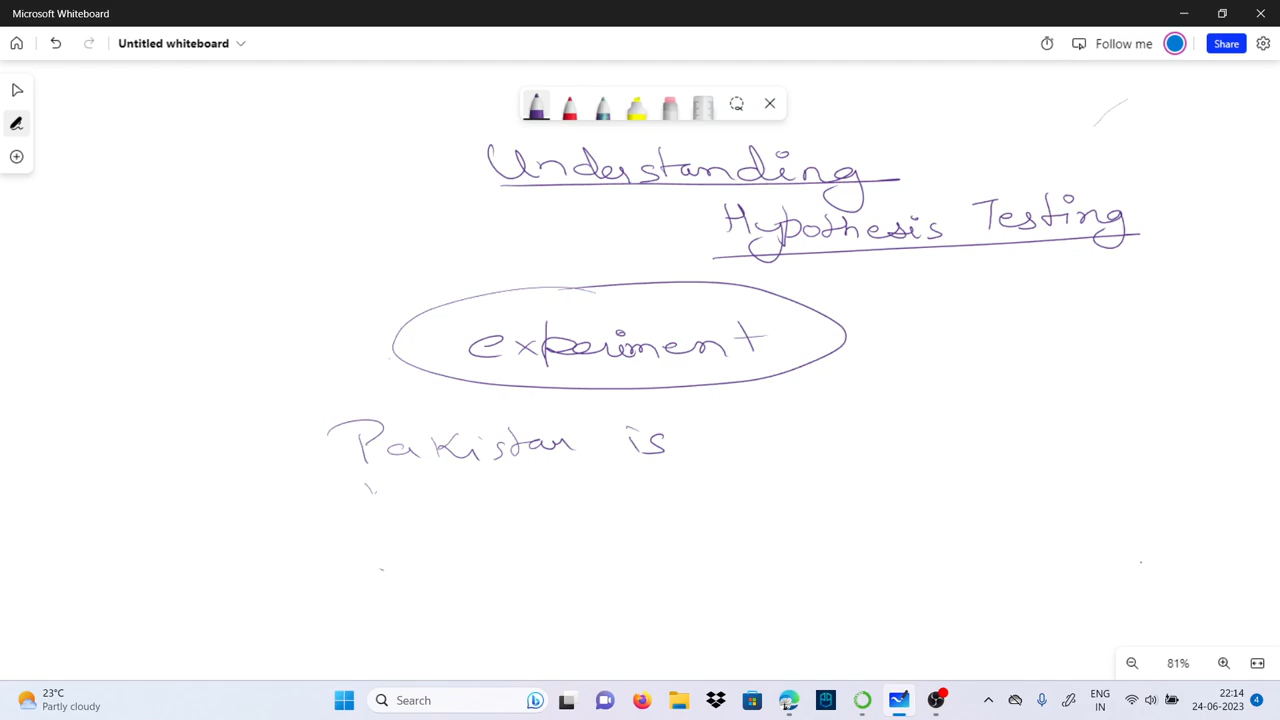 Microsoft Whiteboard
Untitled whiteboard
Follow me
Share
Understanding
Hypothesis Testing
experiment
Pakistan is
81%
23°C
Partly cloudy
Search
ENG
IN
22:14
24-06-2023
4